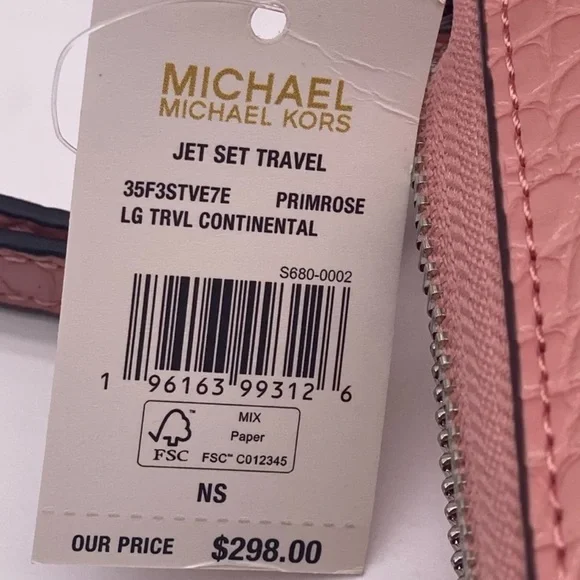 MICHAEL
MICHAEL KORS
JET SET TRAVEL
35F3STVE7E PRIMROSE
LG TRVL CONTINENTAL
S680-0002
1 96163 99312 6
FSC™
MIX
Paper
FSC™ C012345
NS
OUR PRICE $298.00